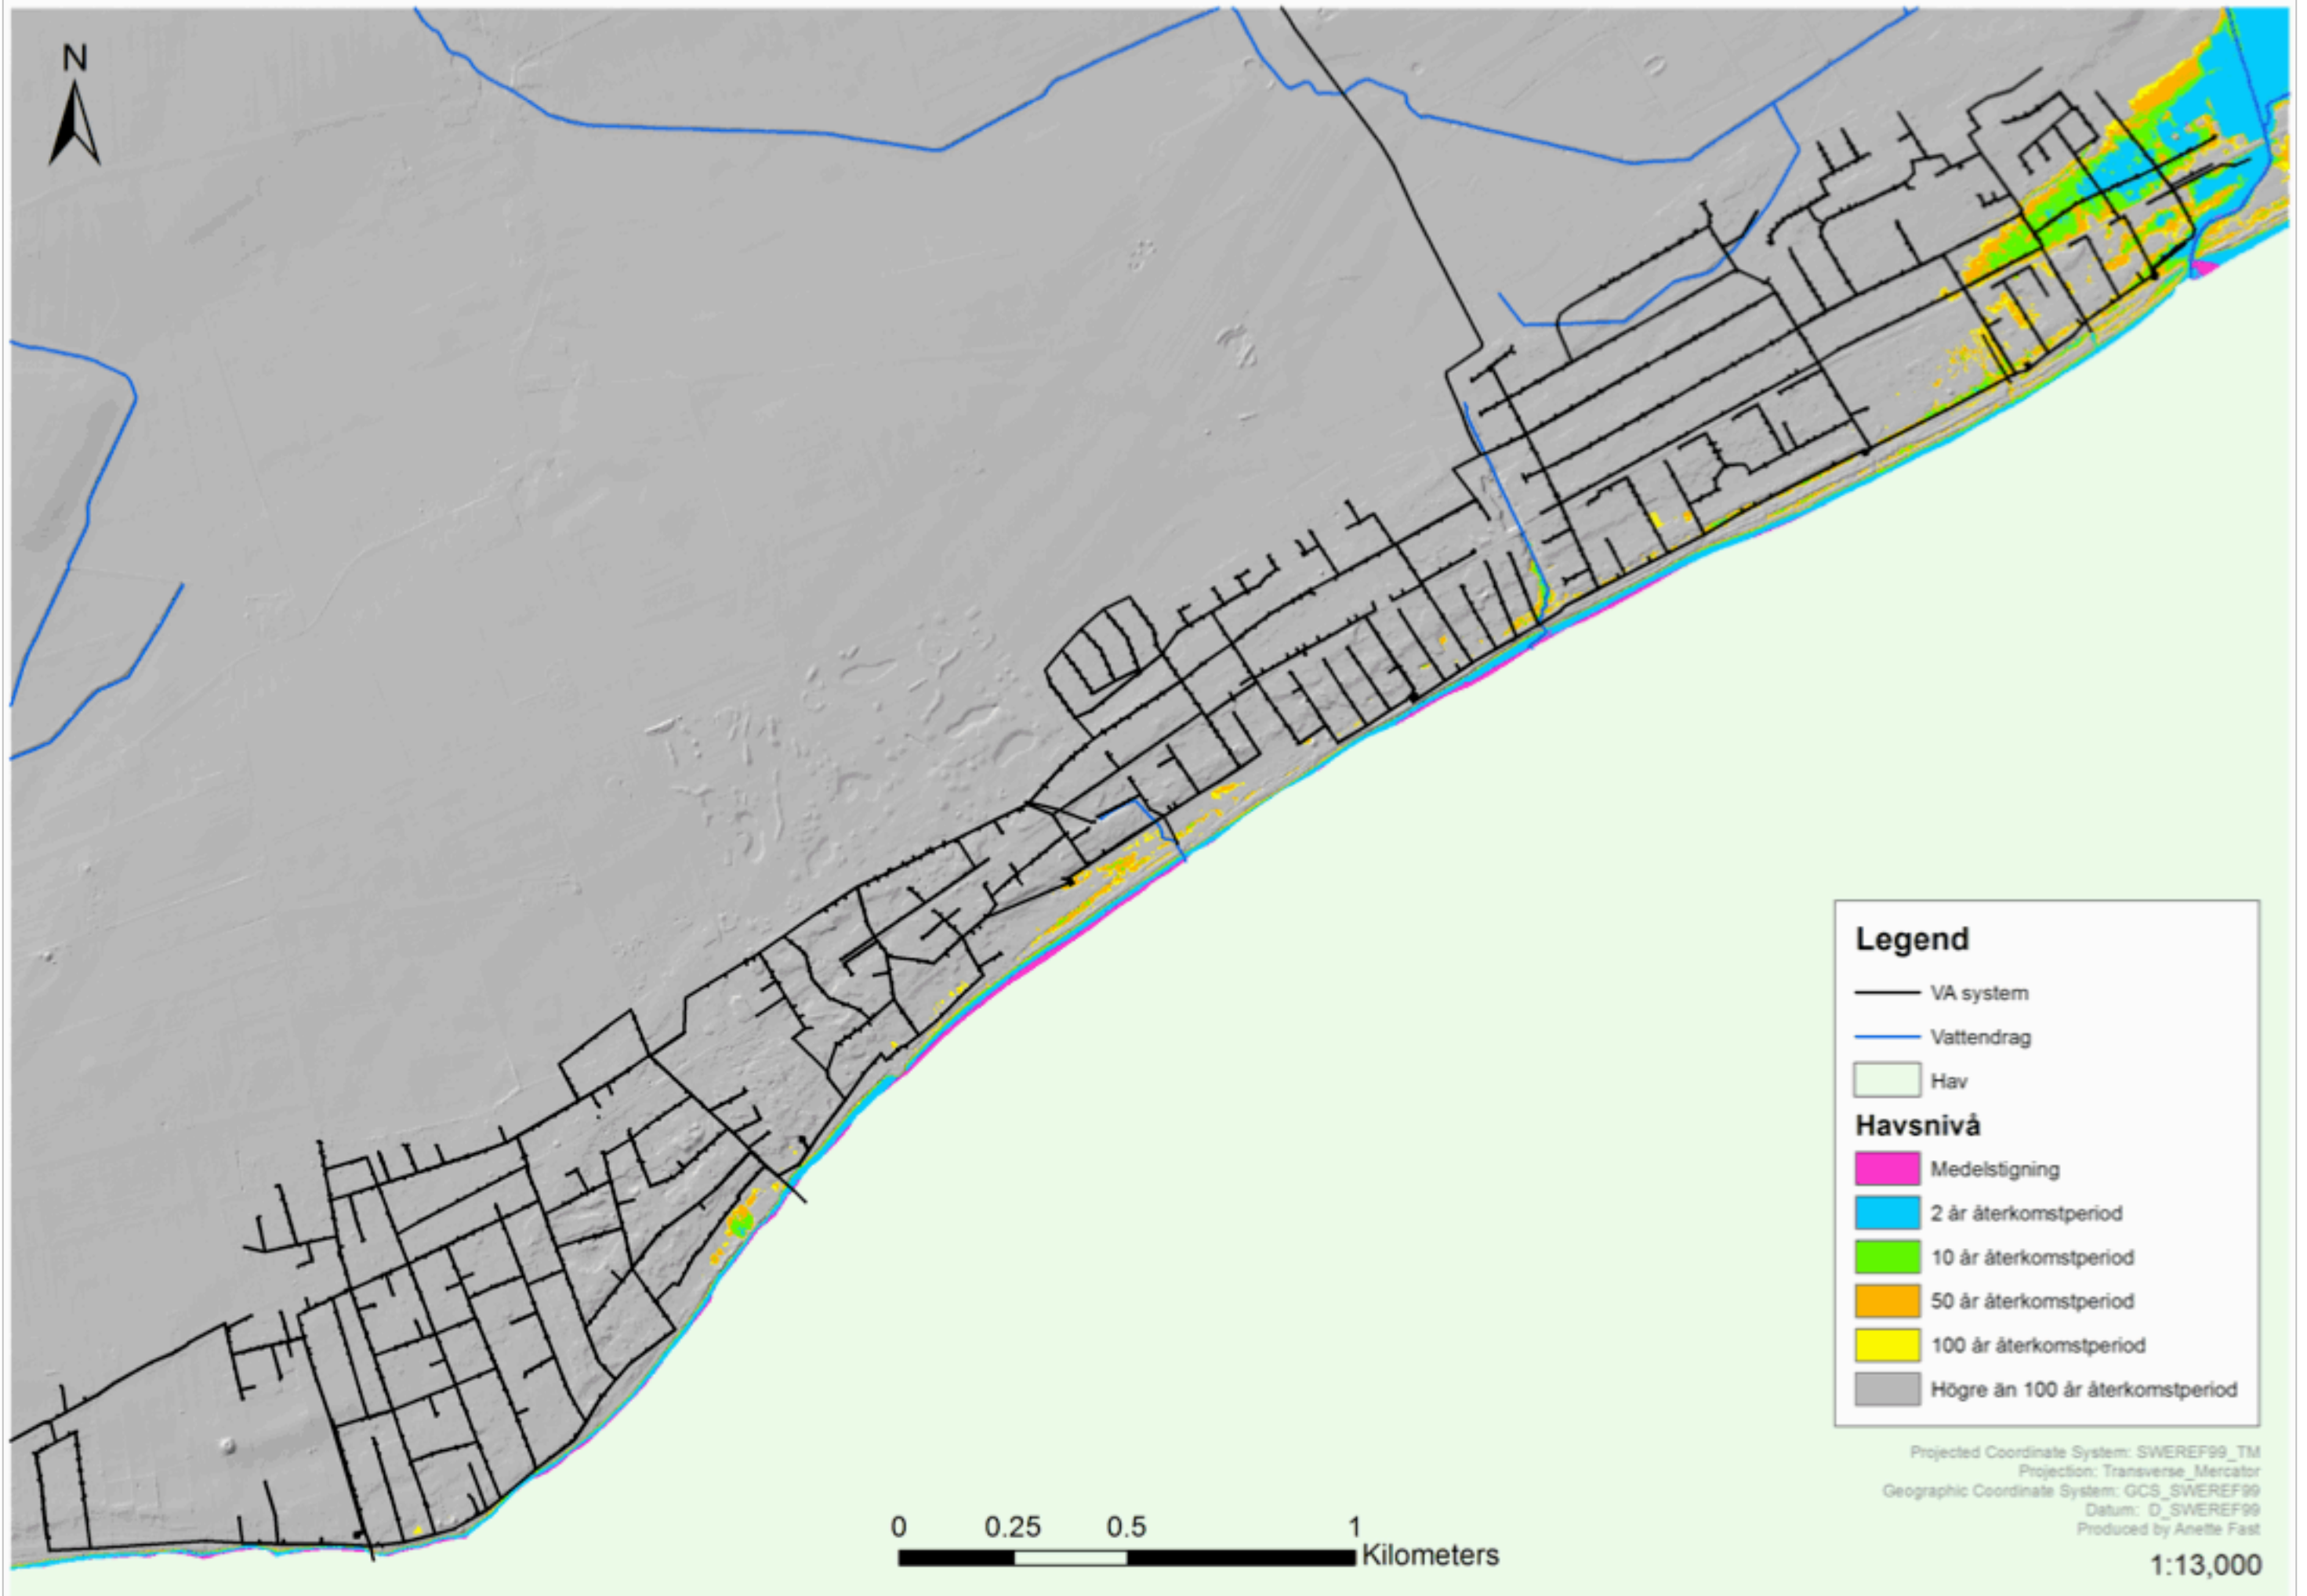 N
Legend
VA system
Vattendrag
Hav
Havsnivå
Medelstigning
2 år återkomstperiod
10 år återkomstperiod
50 år återkomstperiod
100 år återkomstperiod
Högre än 100 år återkomstperiod
Projected Coordinate System: SWEREF99_TM
Projection: Transverse_Mercator
Geographic Coordinate System: GCS_SWEREF99
Datum: D_SWEREF99
Produced by Anette Fast
1:13,000
0 0.25 0.5 1
Kilometers